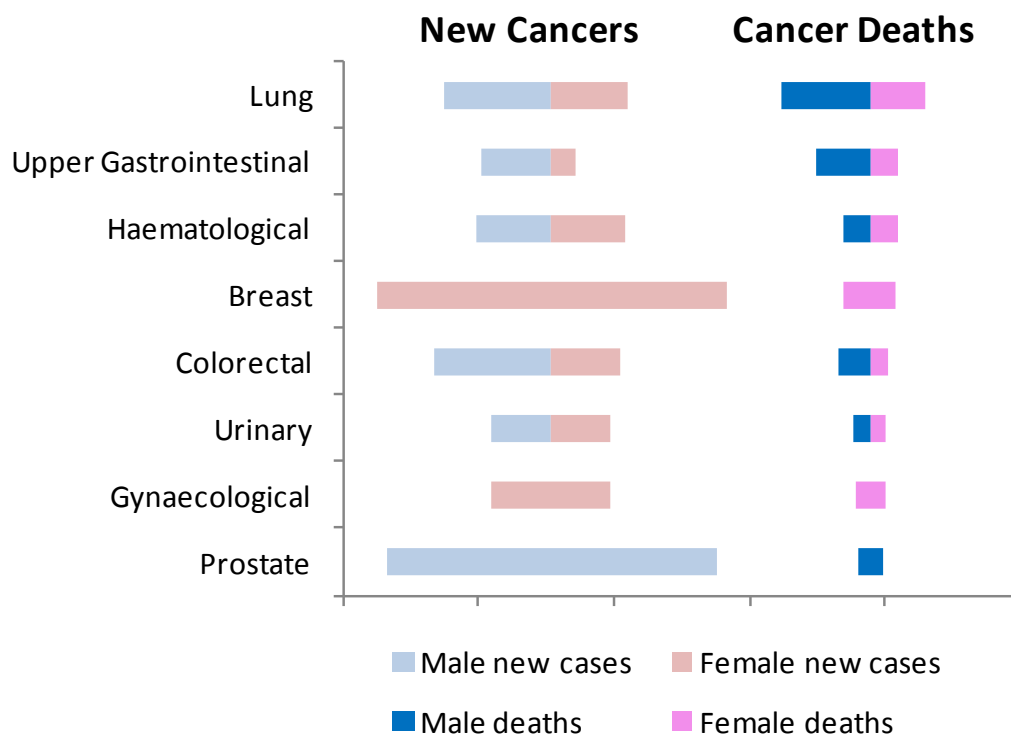 New Cancers Cancer Deaths
Lung
Upper Gastrointestinal
Haematological
Breast
Colorectal
Urinary
Gynaecological
Prostate
Male new cases Female new cases
Male deaths Female deaths